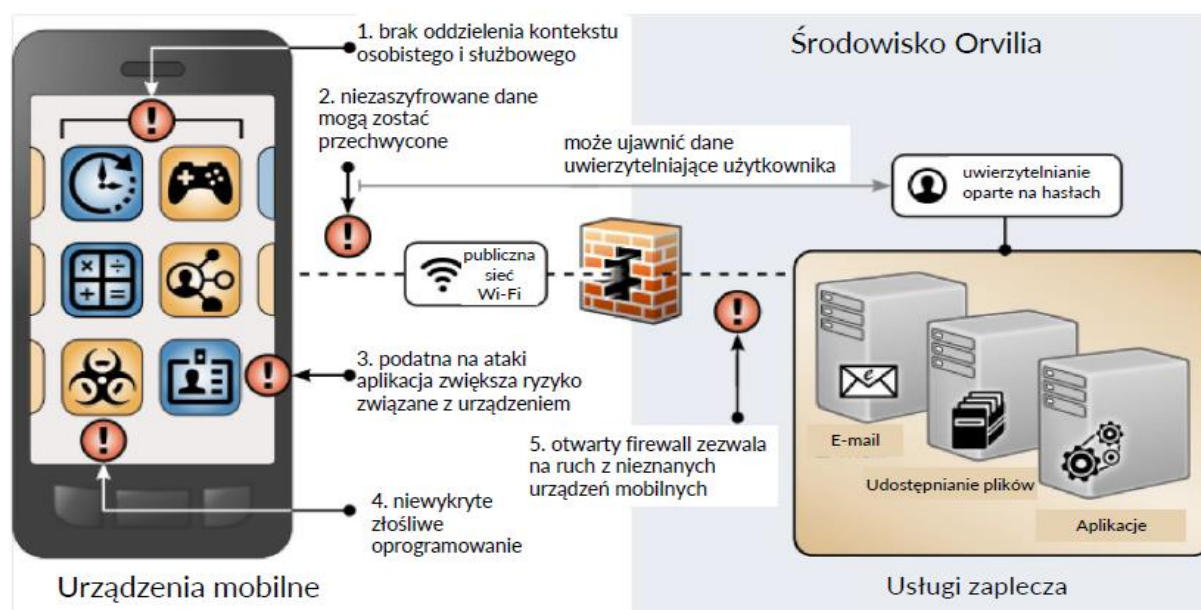 1. brak oddzielenia kontekstu
osobistego i służbowego
Środowisko Orvilia
2. niezaszyfrowane dane
mogą zostać
przechwycone
może ujawnić dane
uwierzytelniające użytkownika
uwierzytelnianie
oparte na hasłach
publiczna
sieć
Wi-Fi
3. podatna na ataki
aplikacja zwiększa ryzyko
związane z urządzeniem
4. niewykryte
złośliwe
oprogramowanie
5. otwarty firewall zezwala
na ruch z nieznanych
urządzeń mobilnych
E-mail
Udostępnianie plików
Aplikacje
Urządzenia mobilne
Usługi zaplecza